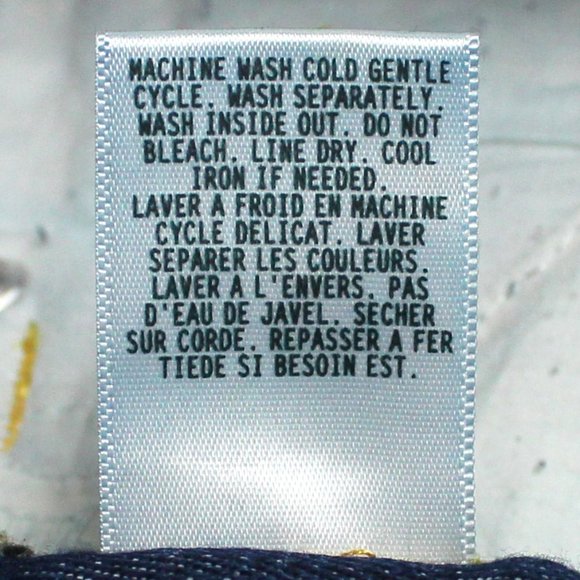 MACHINE WASH COLD GENTLE
CYCLE. WASH SEPARATELY.
WASH INSIDE OUT. DO NOT
BLEACH. LINE DRY. COOL
IRON IF NEEDED.
LAVER A FROID EN MACHINE
CYCLE DELICAT. LAVER
SEPARER LES COULEURS.
LAVER A L'ENVERS. PAS
D'EAU DE JAVEL. SECHER
SUR CORDE. REPASSER A FER
TIEDE SI BESOIN EST.